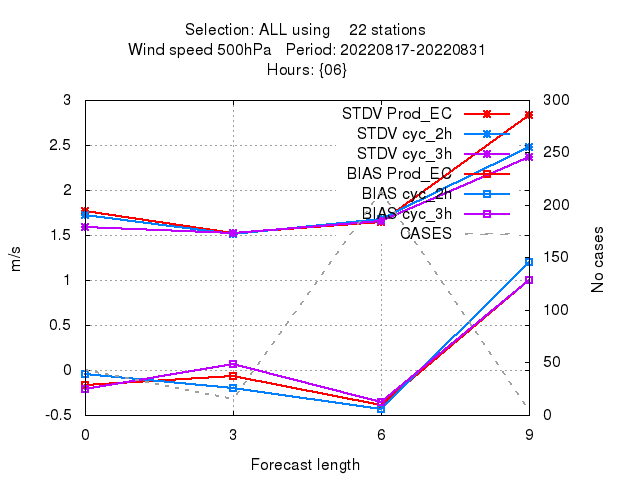 Selection: ALL using 22 stations
Wind speed 500hPa Period: 20220817-20220831
Hours: {06}
3
2.5
2
1.5
1
0.5
0
-0.5
m/s
STDV Prod_EC
STDV cyc_2h
STDV cyc_3h
BIAS Prod_EC
BIAS cyc_2h
BIAS cyc_3h
CASES
300
250
200
150
100
50
0
No cases
0 3 6 9
Forecast length